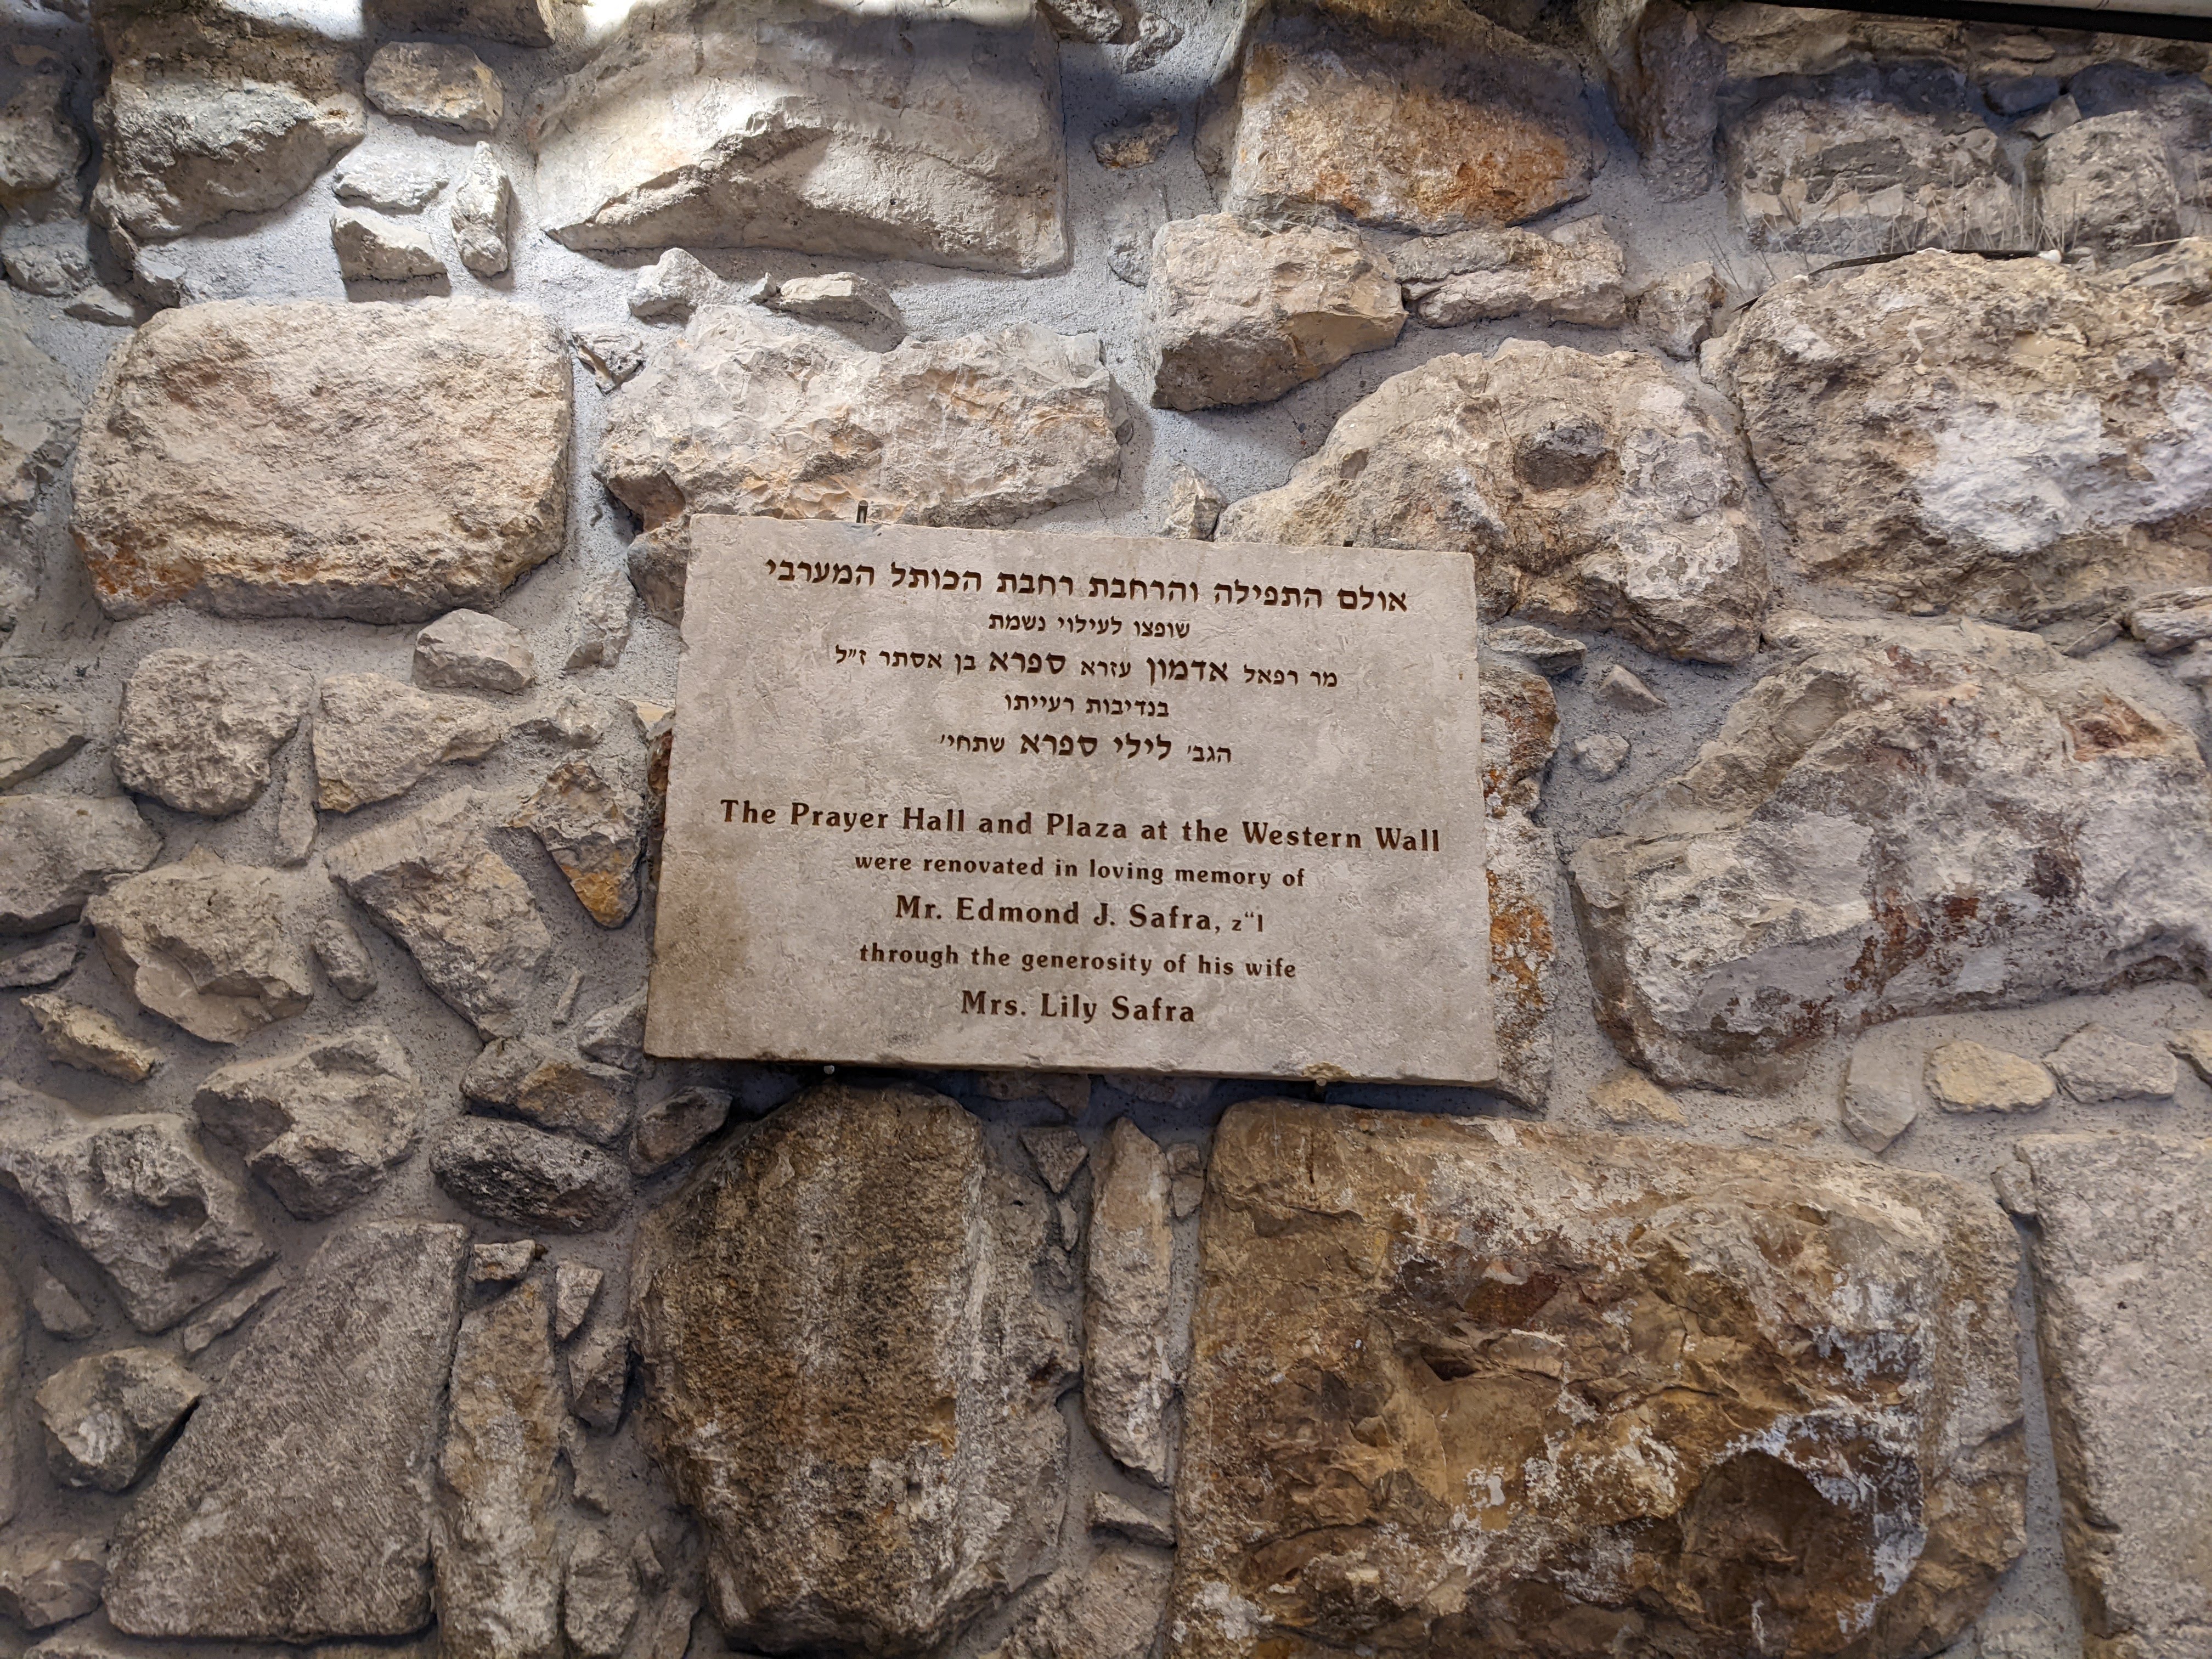 אולם התפילה והרחבת רחבת הכותל המערבי
שופצו לעילוי נשמת
מר רפאל אדמון עזרא ספרא בן אסתר ז״ל
בנדיבות רעייתו
הגב׳ לילי ספרא שתחי׳
The Prayer Hall and Plaza at the Western Wall
were renovated in loving memory of
Mr. Edmond J. Safra, z“l
through the generosity of his wife
Mrs. Lily Safra